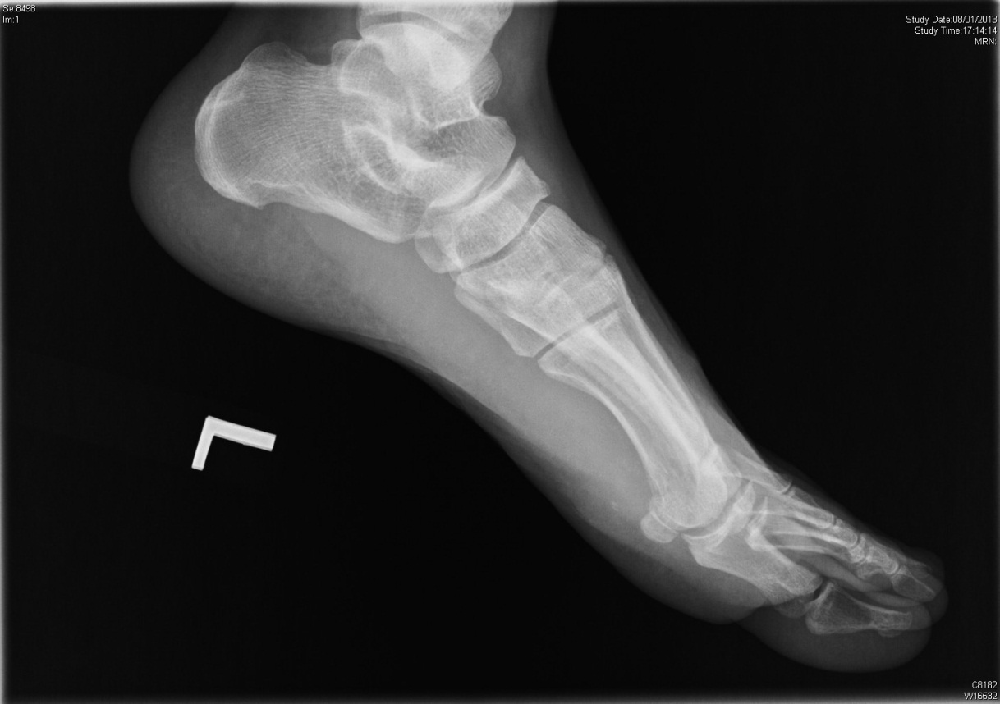 Se:8498
Im:1
Study Date:08/01/2013
Study Time:17:14:14
MRN:
L
C8182
W16532